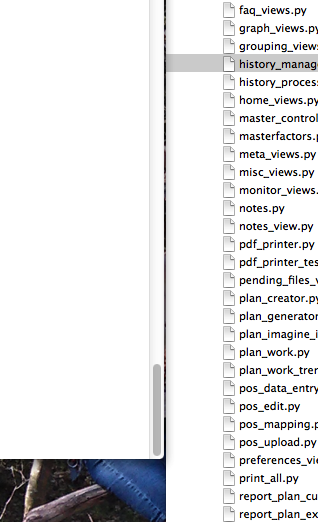 faq_views.py
graph_views.py
grouping_views
history_manag
history_proces
home_views.py
master_control
masterfactors.p
meta_views.py
misc_views.py
monitor_views.
notes.py
notes_view.py
pdf_printer.py
pdf_printer_tes
pending_files_v
plan_creator.py
plan_generator
plan_imagine_i
plan_work.py
plan_work_tren
pos_data_entry
pos_edit.py
pos_mapping.p
pos_upload.py
preferences_vi
print_all.py
report_plan_cu
report_plan_ex